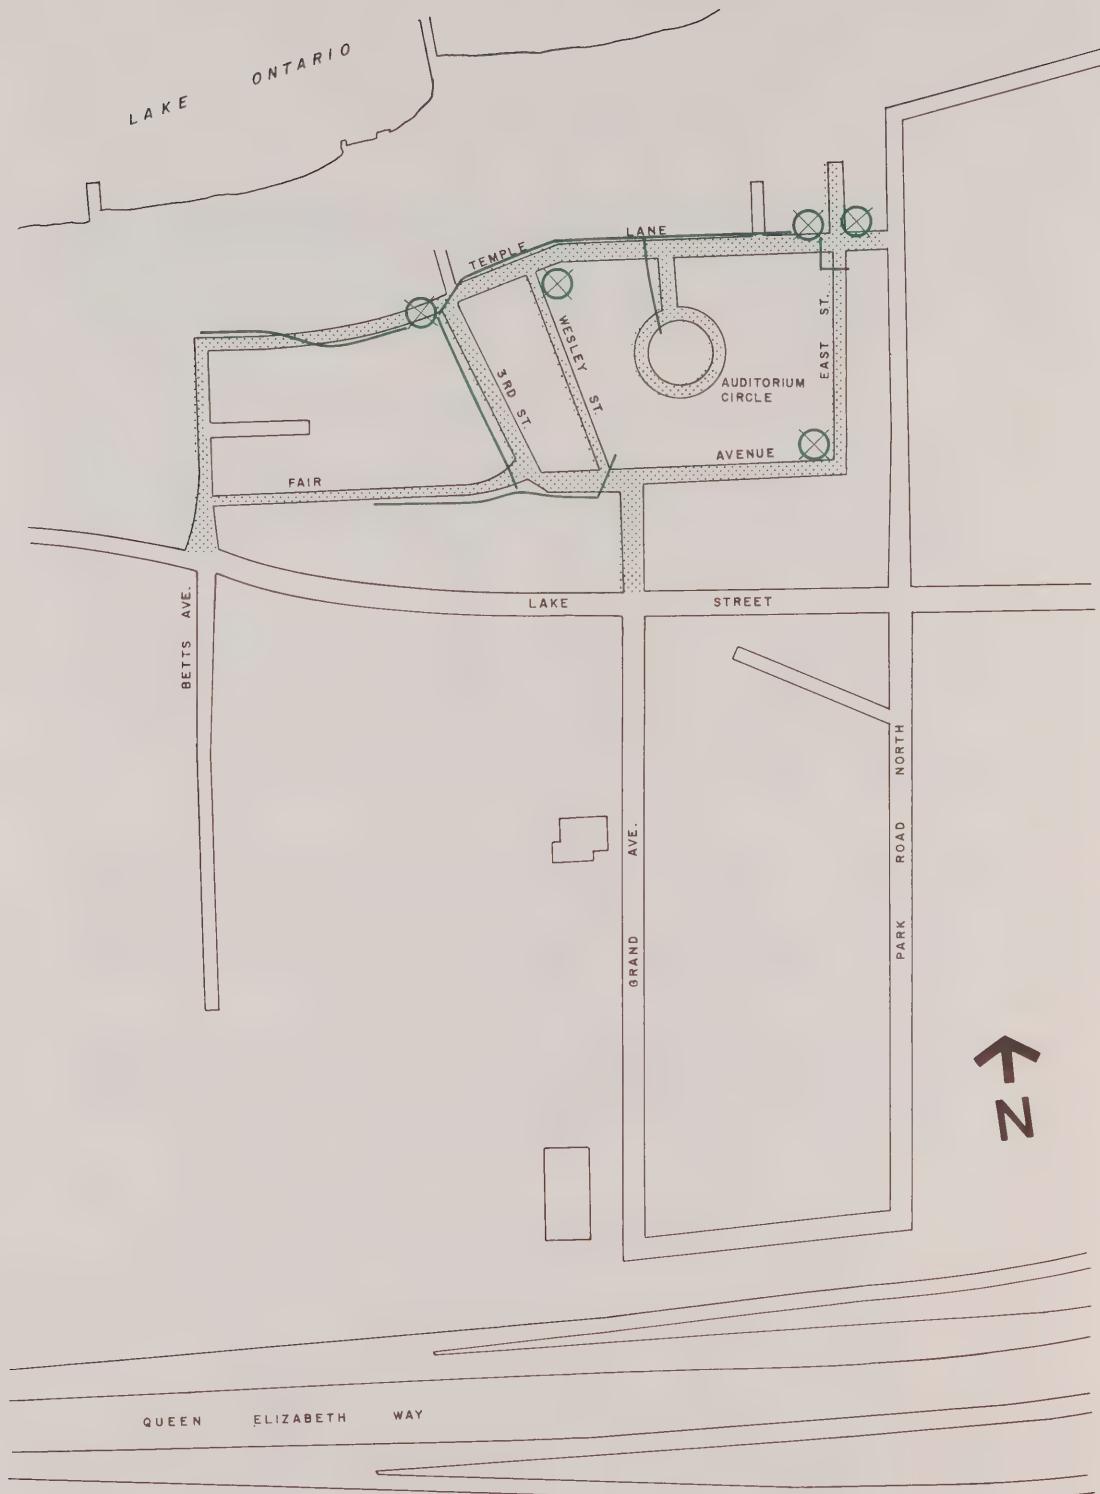 LAKE ONTARIO
TEMPLE LANE
WESLEY ST.
3RD ST.
EAST ST.
AUDITORIUM
CIRCLE
FAIR AVENUE
BETTS AVE.
LAKE STREET
GRAND AVE.
PARK ROAD NORTH
N
QUEEN ELIZABETH WAY